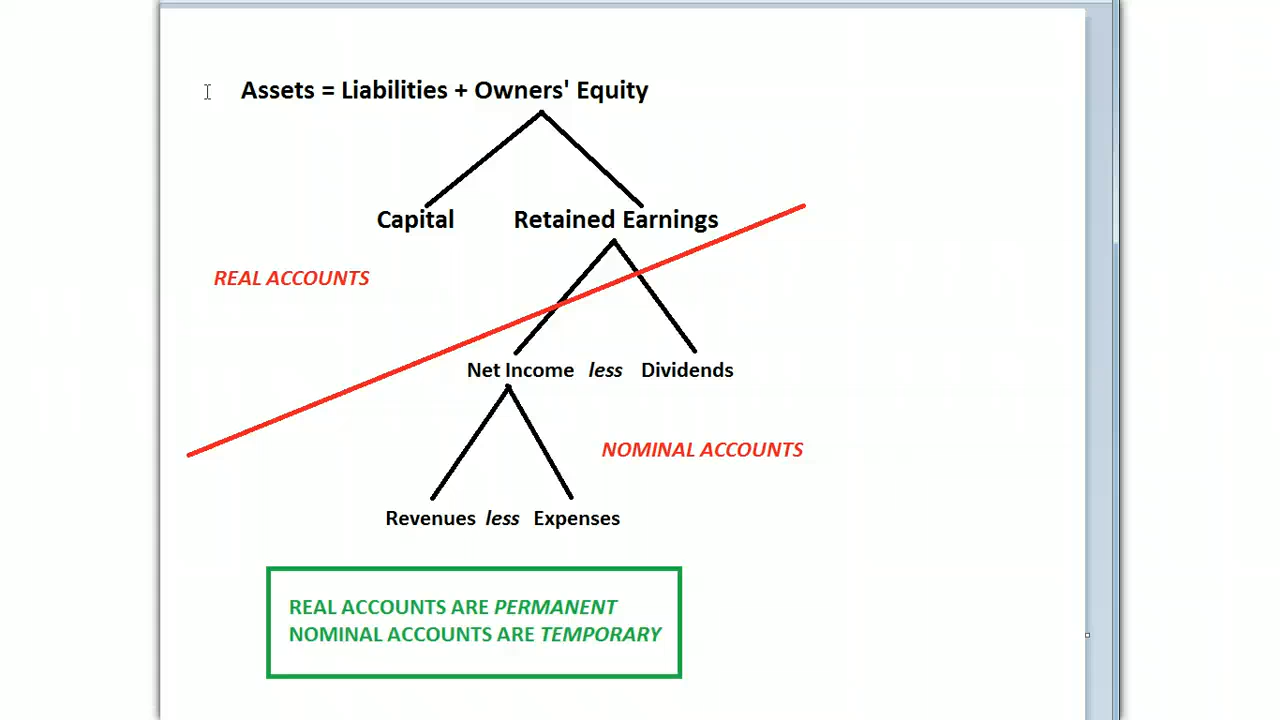 Assets = Liabilities + Owners' Equity
Capital Retained Earnings
REAL ACCOUNTS
Net Income less Dividends
NOMINAL ACCOUNTS
Revenues less Expenses
REAL ACCOUNTS ARE PERMANENT
NOMINAL ACCOUNTS ARE TEMPORARY